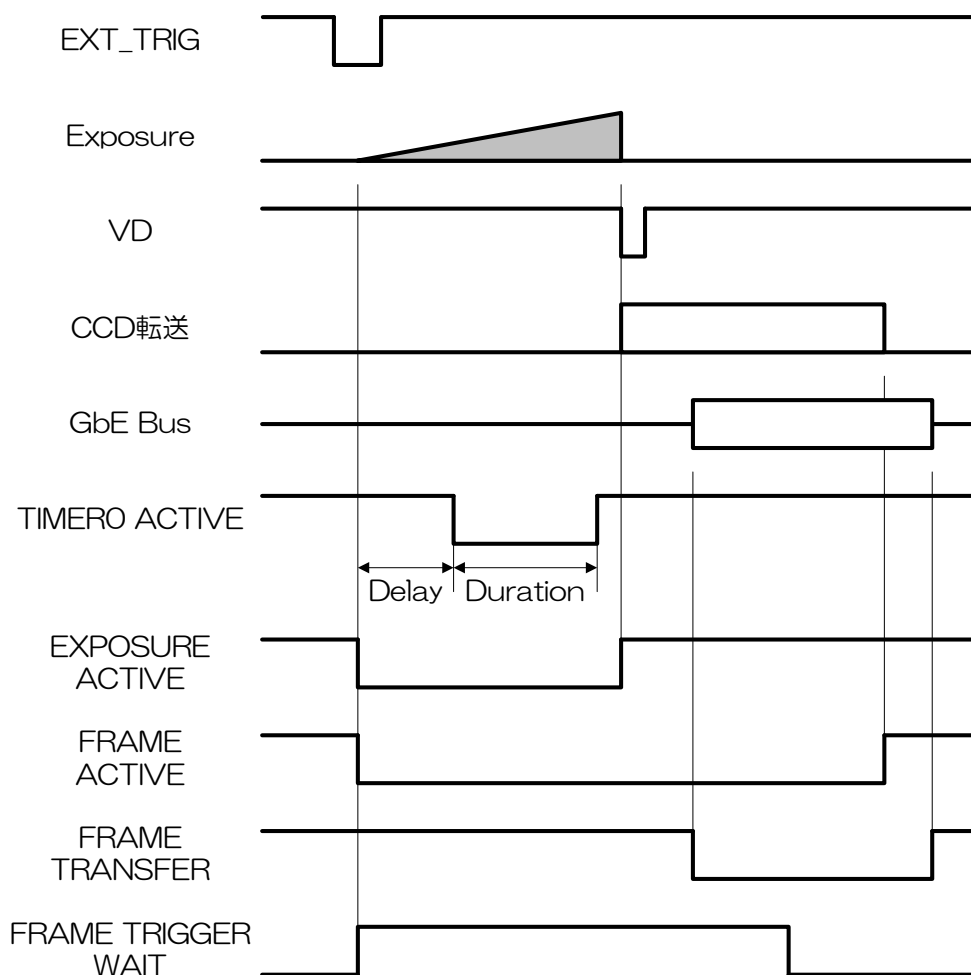 EXT_TRIG
Exposure
VD
CCD転送
GbE Bus
TIMER0 ACTIVE
Delay
Duration
EXPOSURE
ACTIVE
FRAME
ACTIVE
FRAME
TRANSFER
FRAME TRIGGER
WAIT